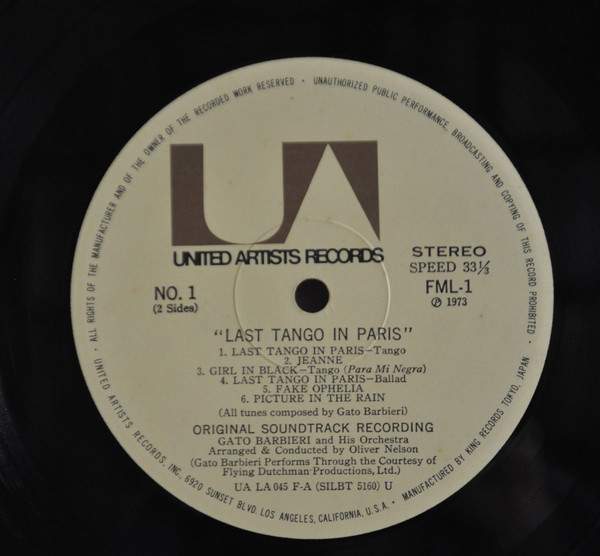 · ALL RIGHTS OF THE MANUFACTURER AND OF THE OWNER OF THE RECORDED WORK RESERVED · UNAUTHORIZED PUBLIC PERFORMANCE, BROADCASTING AND COPYING OF THIS RECORD PROHIBITED ·
UA
UNITED ARTISTS RECORDS
STEREO
SPEED 33⅓
NO. 1
(2 Sides)
FML-1
℗ 1973
"LAST TANGO IN PARIS"
1. LAST TANGO IN PARIS—Tango
2. JEANNE
3. GIRL IN BLACK—Tango (Para Mi Negra)
4. LAST TANGO IN PARIS—Ballad
5. FAKE OPHELIA
6. PICTURE IN THE RAIN
(All tunes composed by Gato Barbieri)
ORIGINAL SOUNDTRACK RECORDING
GATO BARBIERI and His Orchestra
Arranged & Conducted by Oliver Nelson
(Gato Barbieri Performs Through the Courtesy of
Flying Dutchman Productions, Ltd.)
UA LA 045 F-A (SILBT 5160) U
UNITED ARTISTS RECORDS, INC., 6920 SUNSET BLVD. LOS ANGELES, CALIFORNIA, U.S.A. · MANUFACTURED BY KING RECORDS TOKYO, JAPAN